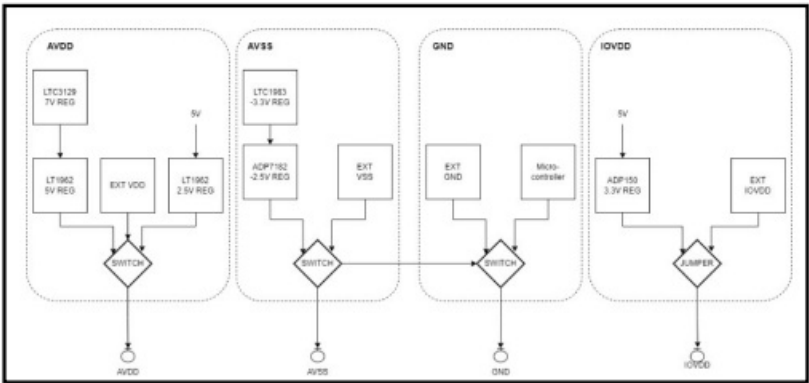 AVDD
AVSS
GND
IOVDD
LTC3129
7V REG
LTC1983
-3.3V REG
5V
5V
LT1962
5V REG
EXT VDD
LT1962
2.5V REG
ADP7182
-2.5V REG
EXT
VSS
EXT
GND
Micro-
controller
ADP150
3.3V REG
EXT
IOVDD
SWITCH
SWITCH
SWITCH
JUMPER
AVDD
AVSS
GND
IOVDD